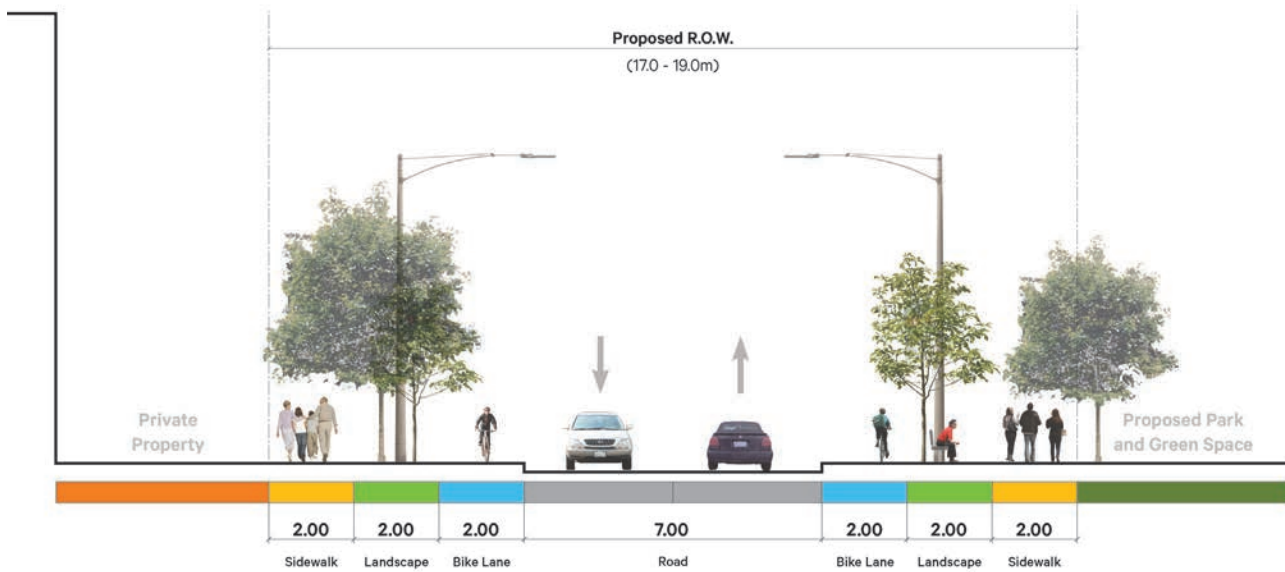 Proposed R.O.W.
(17.0 - 19.0m)
Private
Property
Proposed Park
and Green Space
2.00 2.00 2.00 7.00 2.00 2.00 2.00
Sidewalk Landscape Bike Lane Road Bike Lane Landscape Sidewalk